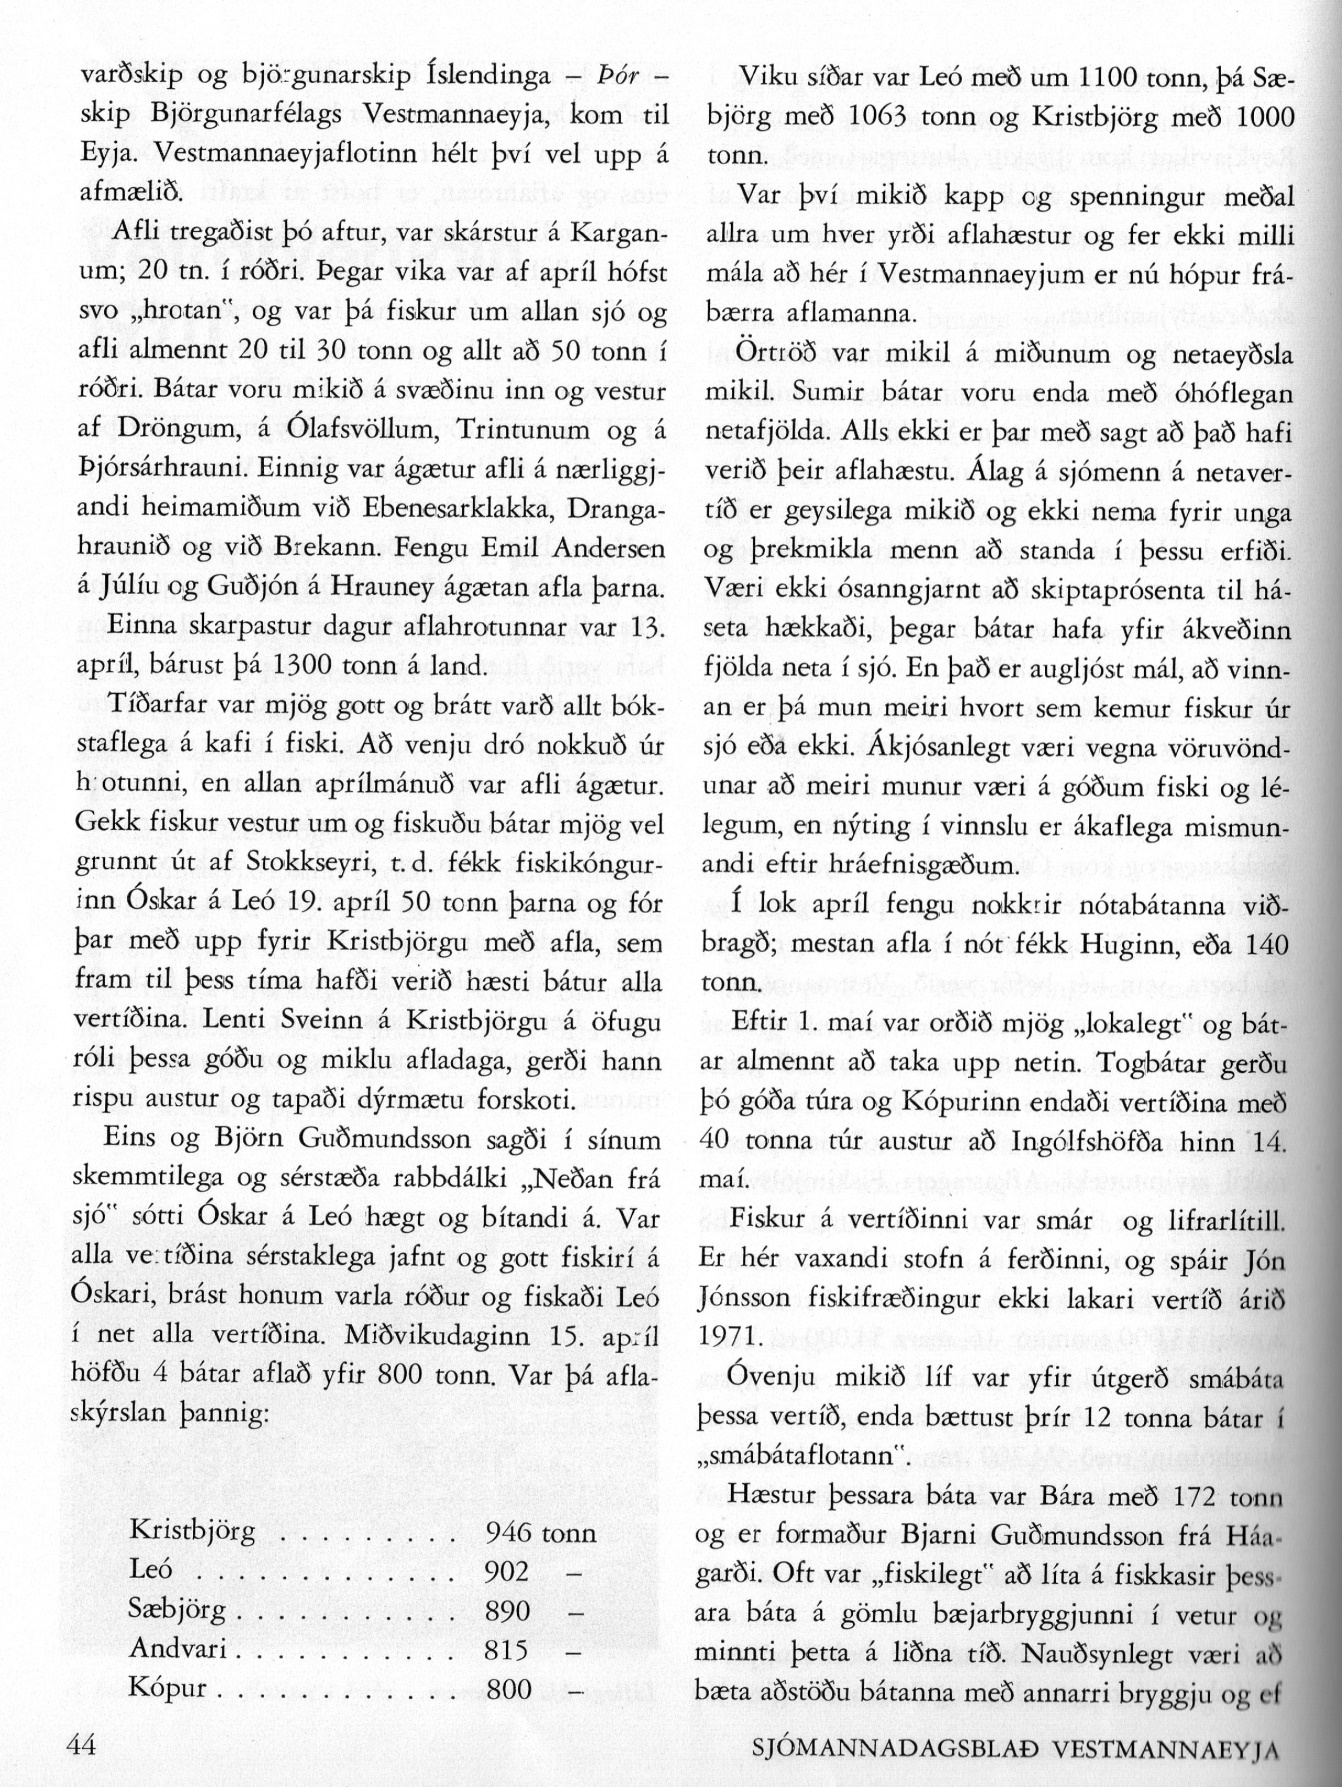 varðskip og björgunarskip Íslendinga – Þór –
skip Björgunarfélags Vestmannaeyja, kom til
Eyja. Vestmannaeyjaflotinn hélt því vel upp á
afmælið.
Afli tregaðist þó aftur, var skárstur á Kargan-
um; 20 tn. í róðri. Þegar vika var af apríl hófst
svo „hrotan", og var þá fiskur um allan sjó og
afli almennt 20 til 30 tonn og allt að 50 tonn í
róðri. Bátar voru mikið á svæðinu inn og vestur
af Dröngum, á Ólafsvöllum, Trintunum og á
Þjórsárhrauni. Einnig var ágætur afli á nærliggj-
andi heimamiðum við Ebenesarklakka, Dranga-
hraunið og við Brekann. Fengu Emil Andersen
á Júlíu og Guðjón á Hrauney ágætan afla þarna.
Einna skarpastur dagur aflahrotunnar var 13.
apríl, bárust þá 1300 tonn á land.
Tíðarfar var mjög gott og brátt varð allt bók-
staflega á kafi í fiski. Að venju dró nokkuð úr
hrotunni, en allan aprílmánuð var afli ágætur.
Gekk fiskur vestur um og fiskuðu bátar mjög vel
grunnt út af Stokkseyri, t. d. fékk fiskikóngur-
inn Óskar á Leó 19. apríl 50 tonn þarna og fór
þar með upp fyrir Kristbjörgu með afla, sem
fram til þess tíma hafði verið hæsti bátur alla
vertíðina. Lenti Sveinn á Kristbjörgu á öfugu
róli þessa góðu og miklu afladaga, gerði hann
rispu austur og tapaði dýrmætu forskoti.
Eins og Björn Guðmundsson sagði í sínum
skemmtilega og sérstæða rabbdálki „Neðan frá
sjó" sótti Óskar á Leó hægt og bítandi á. Var
alla vertíðina sérstaklega jafnt og gott fiskirí á
Óskari, brást honum varla róður og fiskaði Leó
í net alla vertíðina. Miðvikudaginn 15. apríl
höfðu 4 bátar aflað yfir 800 tonn. Var þá afla-
skýrslan þannig:
Kristbjörg . . . . . . . . . 946 tonn
Leó . . . . . . . . . . . . . 902 –
Sæbjörg . . . . . . . . . . . 890 –
Andvari . . . . . . . . . . . 815 –
Kópur . . . . . . . . . . . . 800 –
44
Viku síðar var Leó með um 1100 tonn, þá Sæ-
björg með 1063 tonn og Kristbjörg með 1000
tonn.
Var því mikið kapp og spenningur meðal
allra um hver yrði aflahæstur og fer ekki milli
mála að hér í Vestmannaeyjum er nú hópur frá-
bærra aflamanna.
Örtröð var mikil á miðunum og netaeyðsla
mikil. Sumir bátar voru enda með óhóflegan
netafjölda. Alls ekki er þar með sagt að það hafi
verið þeir aflahæstu. Álag á sjómenn á netaver-
tíð er geysilega mikið og ekki nema fyrir unga
og þrekmikla menn að standa í þessu erfiði.
Væri ekki ósanngjarnt að skiptaprósenta til há-
seta hækkaði, þegar bátar hafa yfir ákveðinn
fjölda neta í sjó. En það er augljóst mál, að vinn-
an er þá mun meiri hvort sem kemur fiskur úr
sjó eða ekki. Ákjósanlegt væri vegna vöruvönd-
unar að meiri munur væri á góðum fiski og lé-
legum, en nýting í vinnslu er ákaflega mismun-
andi eftir hráefnisgæðum.
Í lok apríl fengu nokkrir nótabátanna við-
bragð; mestan afla í nót fékk Huginn, eða 140
tonn.
Eftir 1. maí var orðið mjög „lokalegt" og bát-
ar almennt að taka upp netin. Togbátar gerðu
þó góða túra og Kópurinn endaði vertíðina með
40 tonna túr austur að Ingólfshöfða hinn 14.
maí.
Fiskur á vertíðinni var smár og lifrarlítill.
Er hér vaxandi stofn á ferðinni, og spáir Jón
Jónsson fiskifræðingur ekki lakari vertíð árið
1971.
Óvenju mikið líf var yfir útgerð smábáta
þessa vertíð, enda bættust þrír 12 tonna bátar í
„smábátaflotann".
Hæstur þessara báta var Bára með 172 tonn
og er formaður Bjarni Guðmundsson frá Háa-
garði. Oft var „fiskilegt" að líta á fiskkasir þess-
ara báta á gömlu bæjarbryggjunni í vetur og
minnti þetta á liðna tíð. Nauðsynlegt væri að
bæta aðstöðu bátanna með annarri bryggju og ef
SJÓMANNADAGSBLAÐ VESTMANNAEYJA